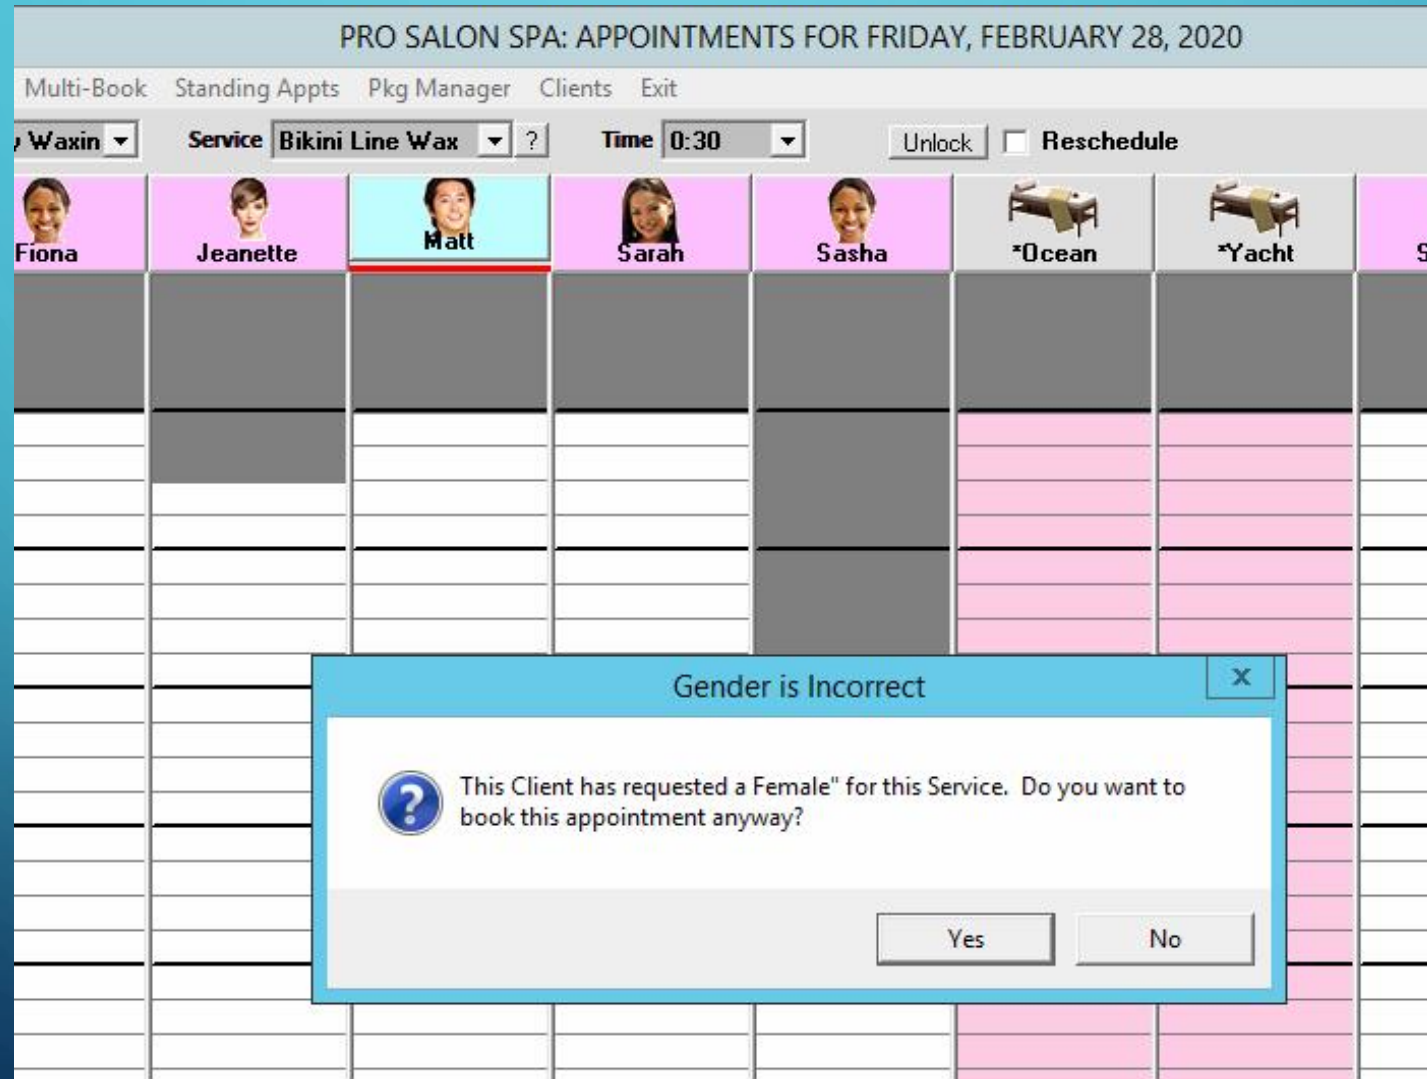 PRO SALON SPA: APPOINTMENTS FOR FRIDAY, FEBRUARY 28, 2020
Multi-Book Standing Appts Pkg Manager Clients Exit
Waxin Service Bikini Line Wax ? Time 0:30 Unlock Reschedule
Fiona Jeanette Matt Sarah Sasha *Ocean *Yacht S
Gender is Incorrect X
This Client has requested a Female" for this Service. Do you want to
book this appointment anyway?
Yes No